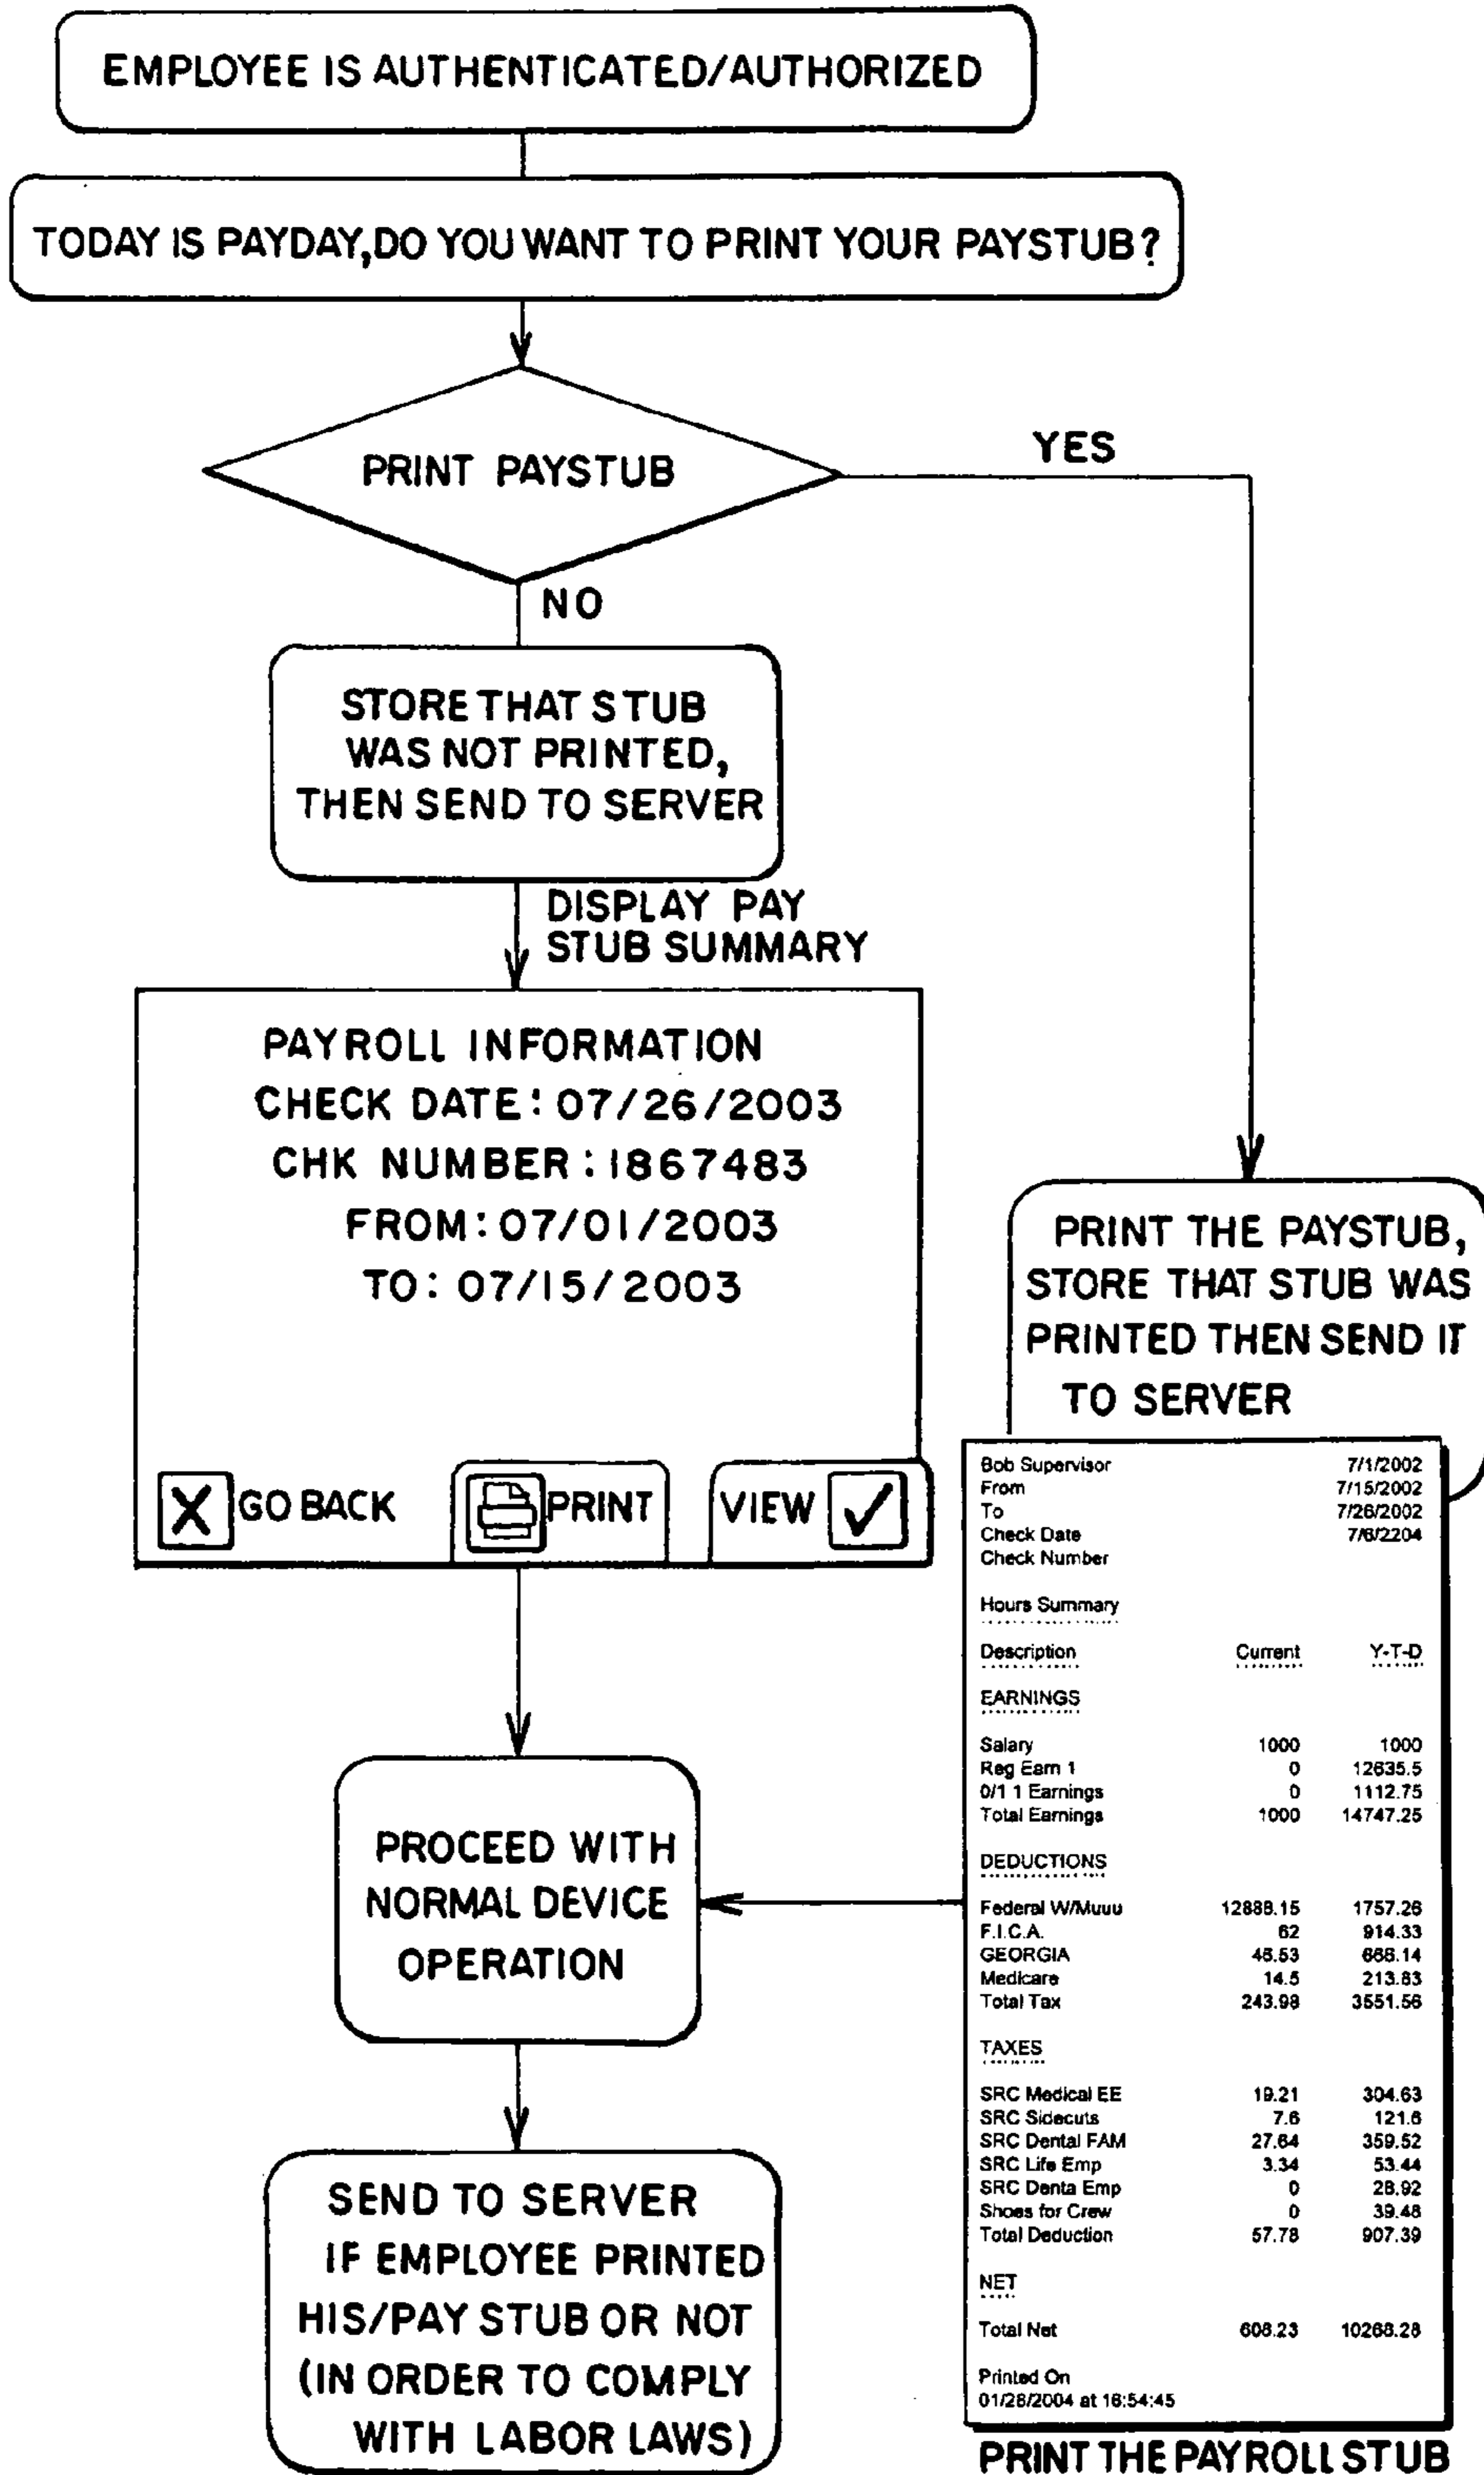 EMPLOYEE IS AUTHENTICATED/AUTHORIZED
TODAY IS PAYDAY,DO YOU WANT TO PRINT YOUR PAYSTUB?
PRINT PAYSTUB
YES
NO
STORE THAT STUB
WAS NOT PRINTED,
THEN SEND TO SERVER
DISPLAY PAY
STUB SUMMARY
PAYROLL INFORMATION
CHECK DATE: 07/26/2003
CHK NUMBER: 1867483
FROM: 07/01/2003
TO: 07/15/2003
X GO BACK PRINT VIEW
PRINT THE PAYSTUB,
STORE THAT STUB WAS
PRINTED THEN SEND IT
TO SERVER
Bob Supervisor 7/1/2002
From 7/15/2002
To 7/26/2002
Check Date 7/6/2204
Check Number
Hours Summary
Description Current Y-T-D
EARNINGS
Salary 1000 1000
Reg Earn 1 0 12635.5
0/1 1 Earnings 0 1112.75
Total Earnings 1000 14747.25
DEDUCTIONS
Federal W/Muuu 12888.15 1757.26
F.I.C.A. 62 914.33
GEORGIA 46.53 666.14
Medicare 14.5 213.83
Total Tax 243.98 3551.56
TAXES
SRC Medical EE 19.21 304.63
SRC Sidecuts 7.6 121.6
SRC Dental FAM 27.64 359.52
SRC Life Emp 3.34 53.44
SRC Denta Emp 0 28.92
Shoes for Crew 0 39.48
Total Deduction 57.78 907.39
NET
Total Net 608.23 10268.28
Printed On
01/28/2004 at 16:54:45
PRINT THE PAYROLL STUB
PROCEED WITH
NORMAL DEVICE
OPERATION
SEND TO SERVER
IF EMPLOYEE PRINTED
HIS/PAY STUB OR NOT
(IN ORDER TO COMPLY
WITH LABOR LAWS)